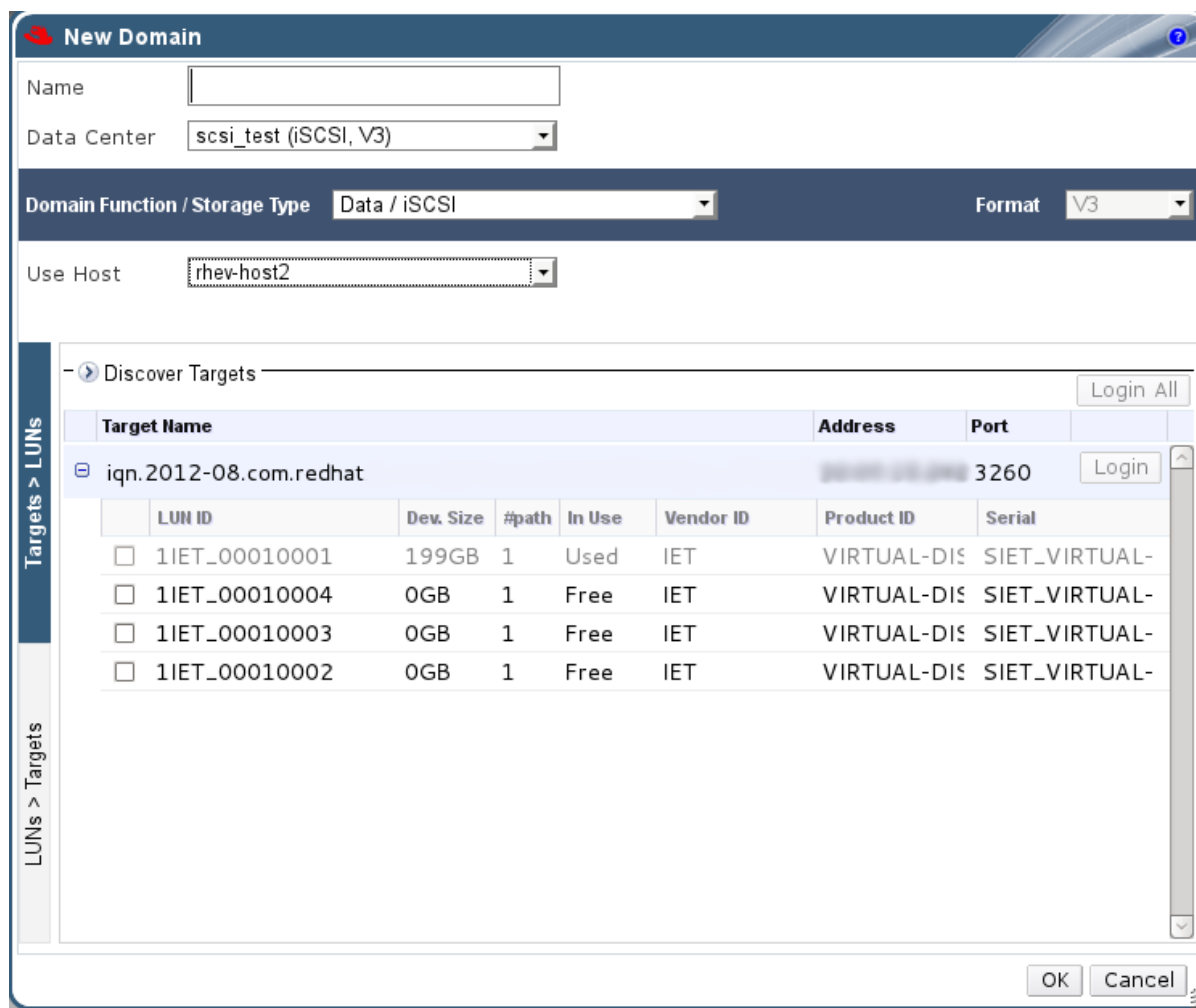 New Domain
?
Name
Data Center scsi_test (iSCSI, V3)
Domain Function / Storage Type Data / iSCSI Format V3
Use Host rhev-host2
Targets > LUNs
LUNs > Targets
Discover Targets
Login All
Target Name Address Port
iqn.2012-08.com.redhat 3260 Login
LUN ID Dev. Size #path In Use Vendor ID Product ID Serial
1IET_00010001 199GB 1 Used IET VIRTUAL-DIS SIET_VIRTUAL-
1IET_00010004 0GB 1 Free IET VIRTUAL-DIS SIET_VIRTUAL-
1IET_00010003 0GB 1 Free IET VIRTUAL-DIS SIET_VIRTUAL-
1IET_00010002 0GB 1 Free IET VIRTUAL-DIS SIET_VIRTUAL-
OK Cancel